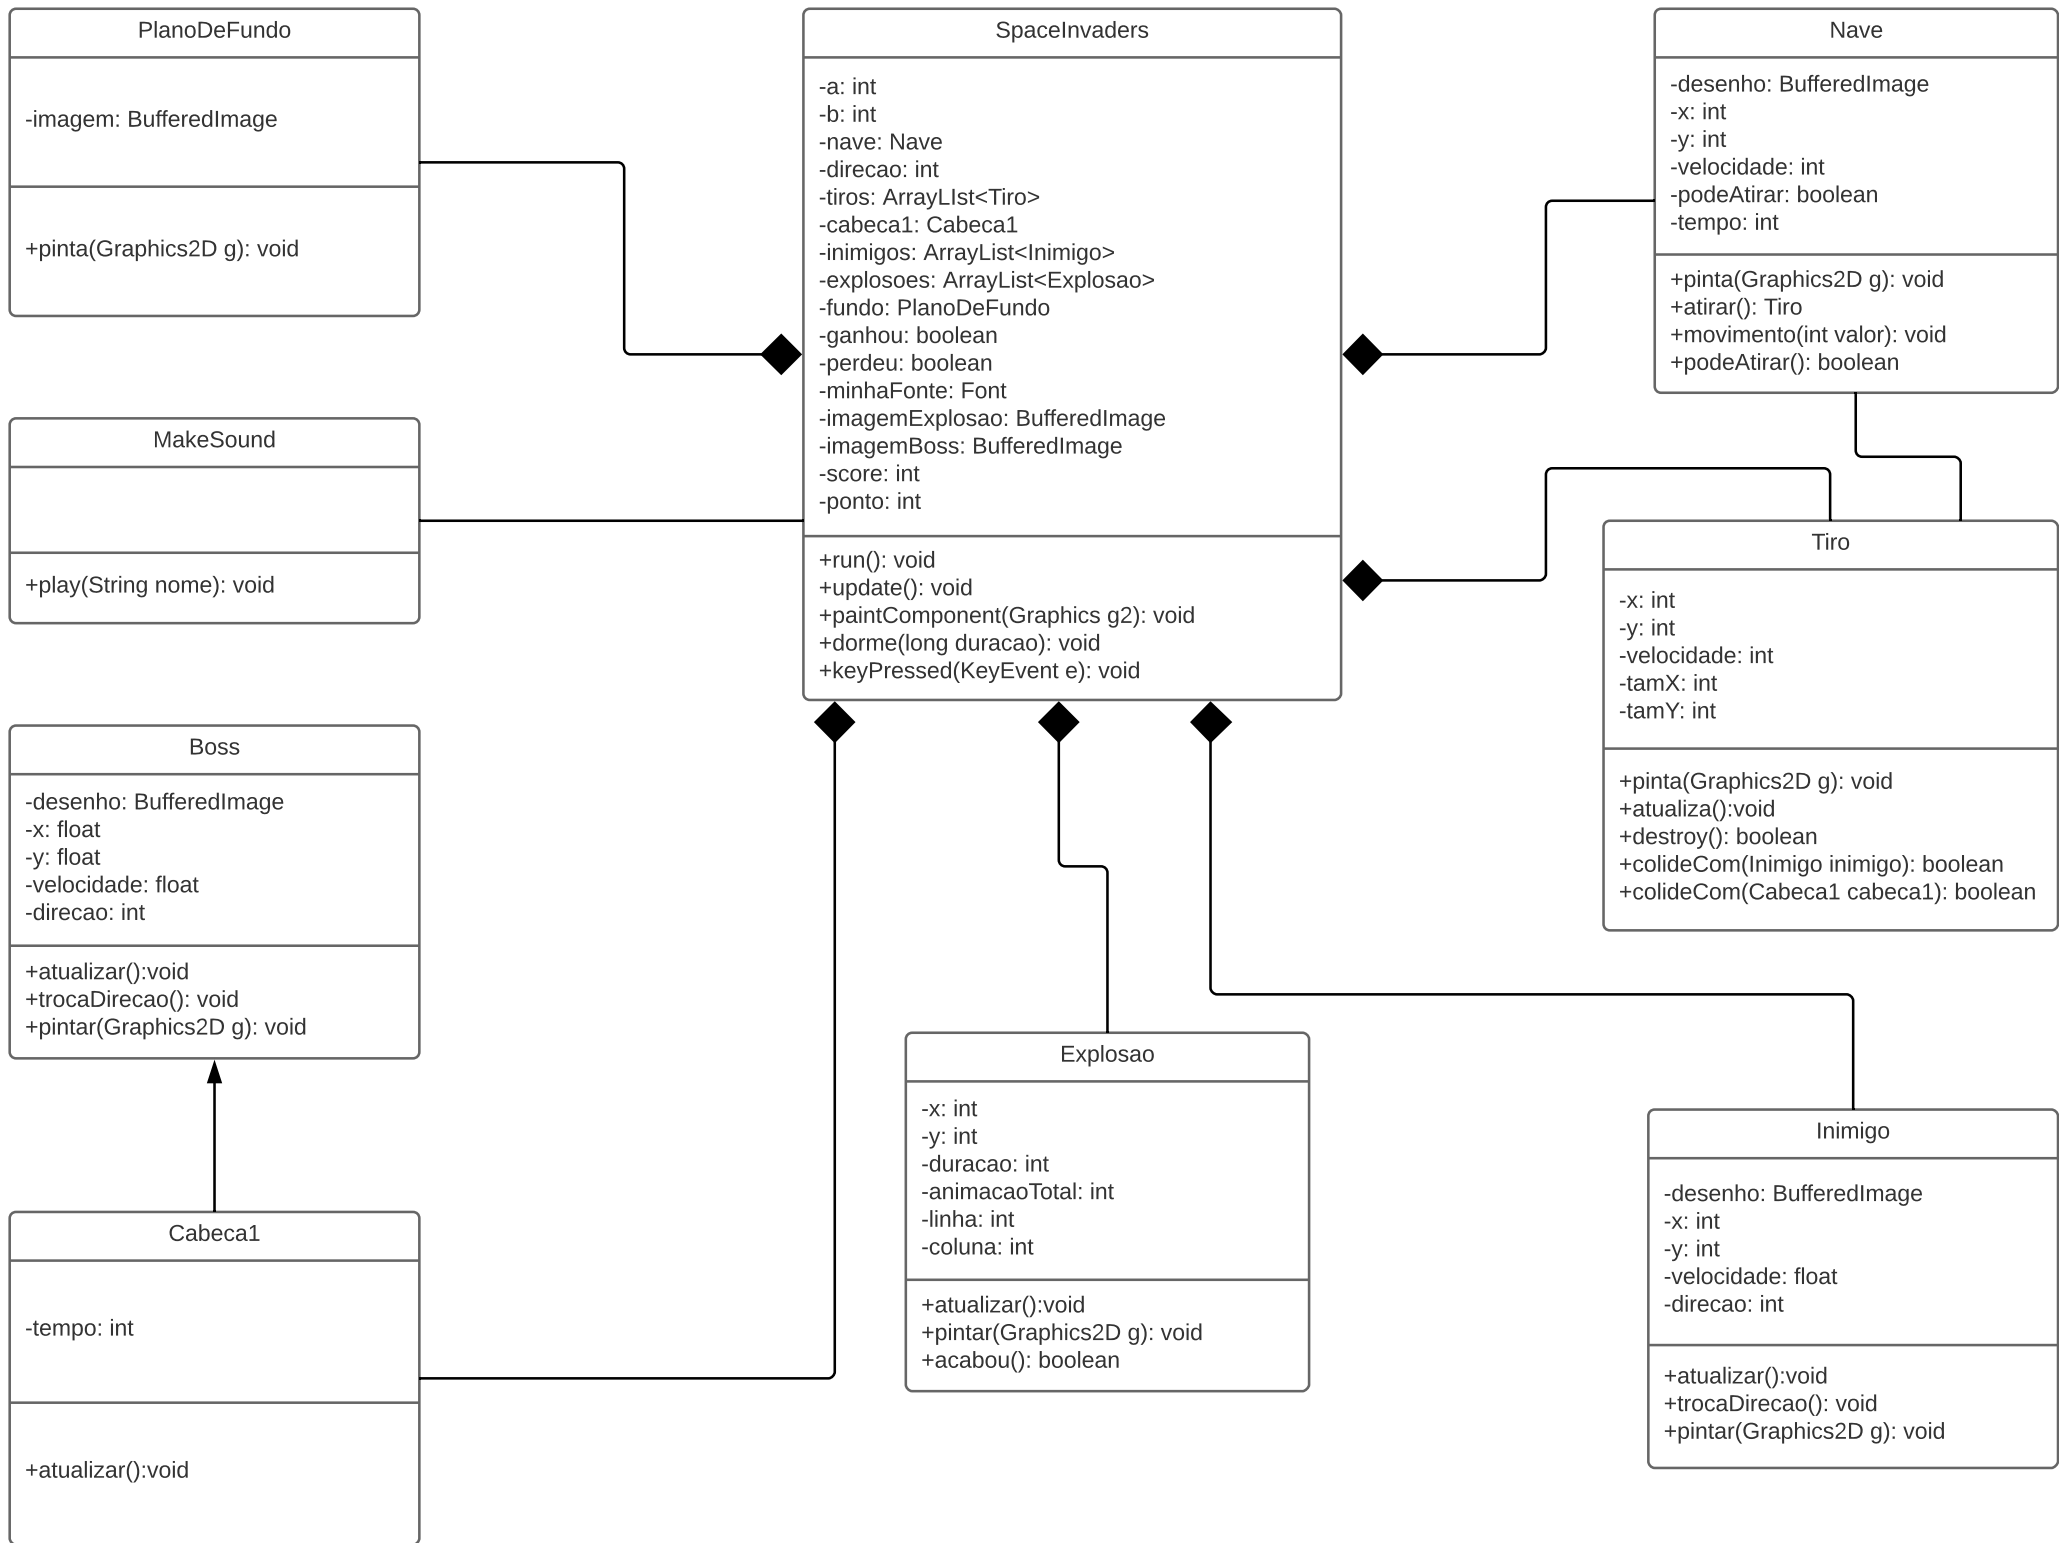 PlanoDeFundo
-imagem: BufferedImage
+pinta(Graphics2D g): void
MakeSound
+play(String nome): void
Boss
-desenho: BufferedImage
-x: float
-y: float
-velocidade: float
-direcao: int
+atualizar():void
+trocaDirecao(): void
+pintar(Graphics2D g): void
Cabeca1
-tempo: int
+atualizar():void
SpaceInvaders
-a: int
-b: int
-nave: Nave
-direcao: int
-tiros: ArrayLIst<Tiro>
-cabeca1: Cabeca1
-inimigos: ArrayList<Inimigo>
-explosoes: ArrayList<Explosao>
-fundo: PlanoDeFundo
-ganhou: boolean
-perdeu: boolean
-minhaFonte: Font
-imagemExplosao: BufferedImage
-imagemBoss: BufferedImage
-score: int
-ponto: int
+run(): void
+update(): void
+paintComponent(Graphics g2): void
+dorme(long duracao): void
+keyPressed(KeyEvent e): void
Explosao
-x: int
-y: int
-duracao: int
-animacaoTotal: int
-linha: int
-coluna: int
+atualizar():void
+pintar(Graphics2D g): void
+acabou(): boolean
Nave
-desenho: BufferedImage
-x: int
-y: int
-velocidade: int
-podeAtirar: boolean
-tempo: int
+pinta(Graphics2D g): void
+atirar(): Tiro
+movimento(int valor): void
+podeAtirar(): boolean
Tiro
-x: int
-y: int
-velocidade: int
-tamX: int
-tamY: int
+pinta(Graphics2D g): void
+atualiza():void
+destroy(): boolean
+colideCom(Inimigo inimigo): boolean
+colideCom(Cabeca1 cabeca1): boolean
Inimigo
-desenho: BufferedImage
-x: int
-y: int
-velocidade: float
-direcao: int
+atualizar():void
+trocaDirecao(): void
+pintar(Graphics2D g): void